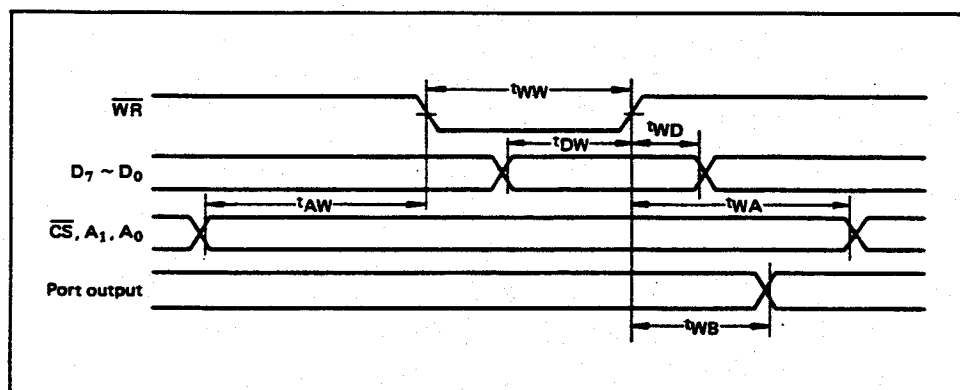 tWW
WR
tWD
tDW
D7 ~ D0
tAW
tWA
CS, A1, A0
Port output
tWB